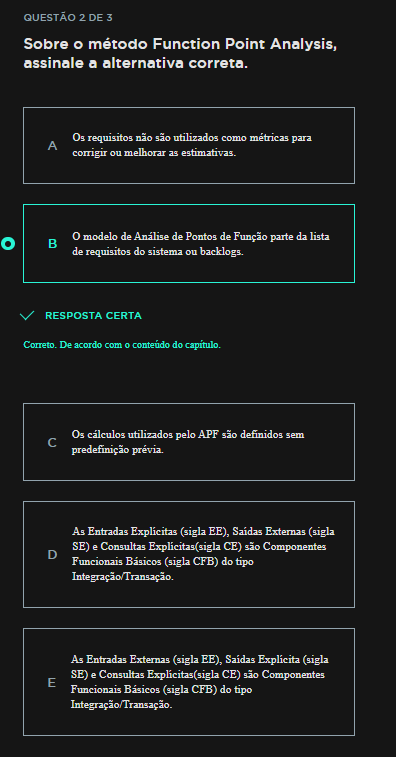 QUESTÃO 2 DE 3
Sobre o método Function Point Analysis,
assinale a alternativa correta.
A
Os requisitos não são utilizados como métricas para
corrigir ou melhorar as estimativas.
B
O modelo de Análise de Pontos de Função parte da lista
de requisitos do sistema ou backlogs.
RESPOSTA CERTA
Correto. De acordo com o conteúdo do capítulo.
C
Os cálculos utilizados pelo APF são definidos sem
predefinição prévia.
D
As Entradas Explícitas (sigla EE), Saídas Externas (sigla
SE) e Consultas Explícitas(sigla CE) são Componentes
Funcionais Básicos (sigla CFB) do tipo
Integração/Transação.
E
As Entradas Externas (sigla EE), Saídas Explícita (sigla
SE) e Consultas Explícitas(sigla CE) são Componentes
Funcionais Básicos (sigla CFB) do tipo
Integração/Transação.